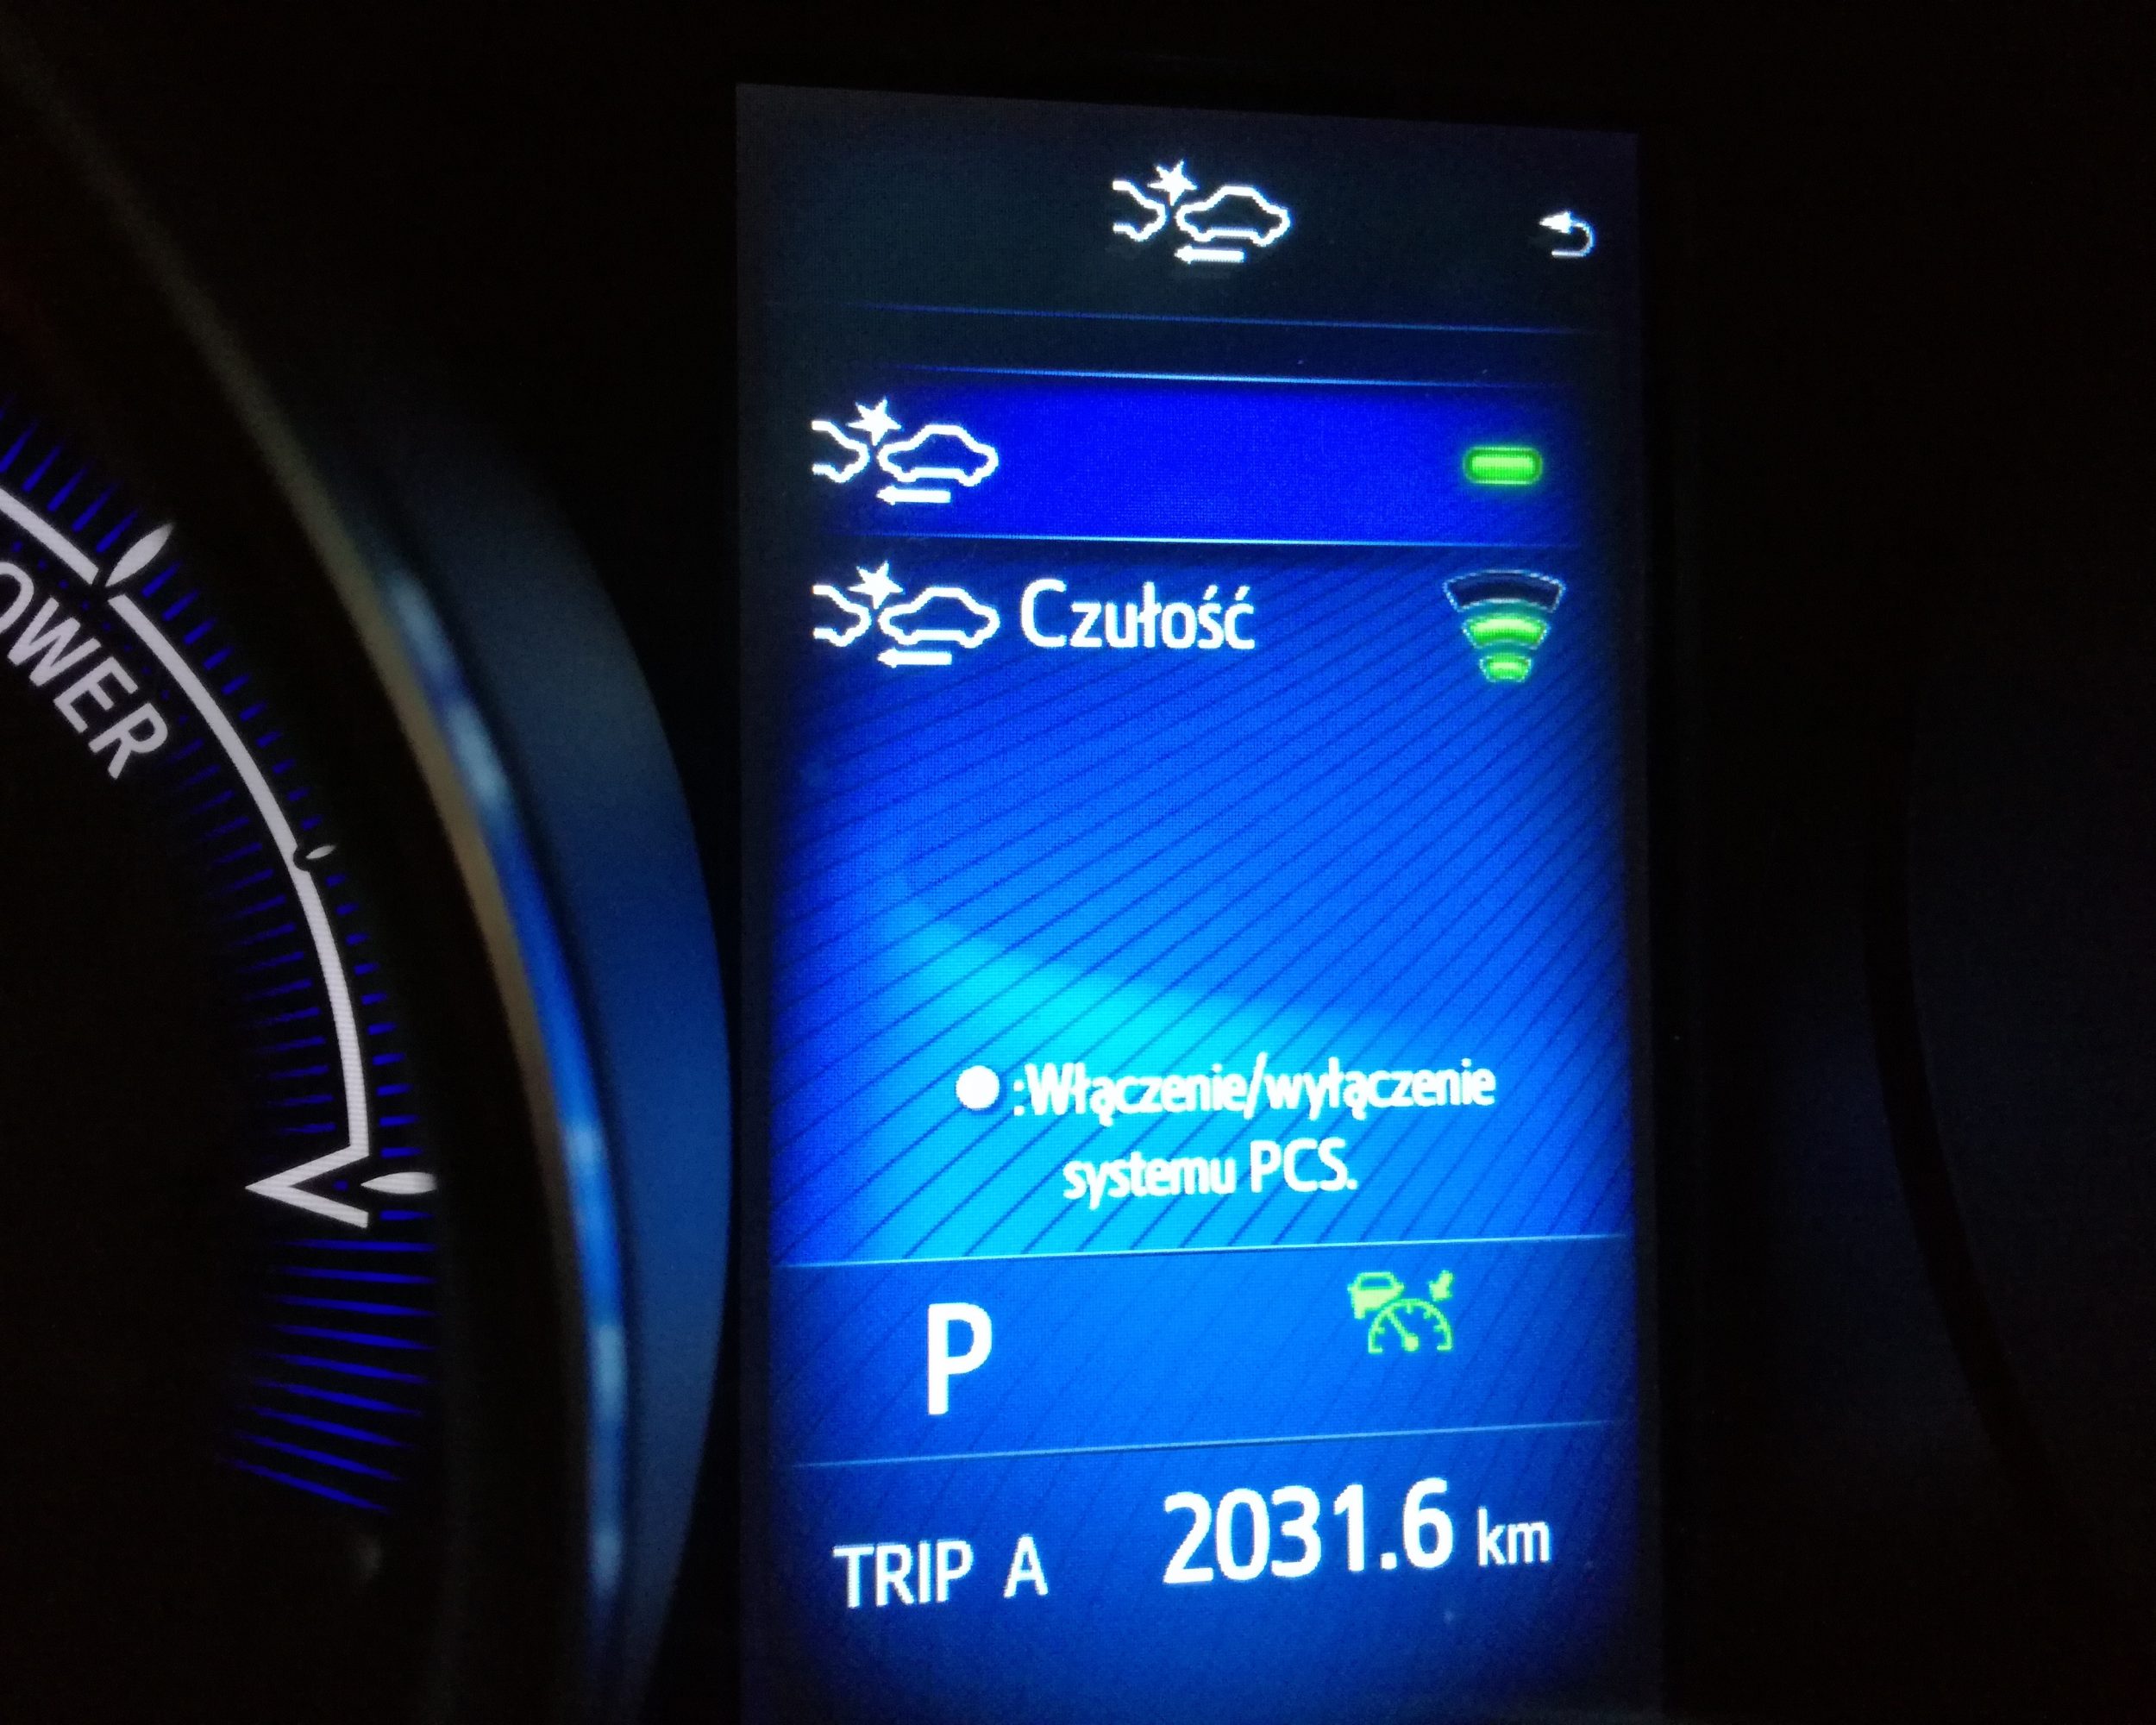 OWER
Czułość
:Włączenie/wyłączenie
systemu PCS.
P
TRIP A 2031.6 km